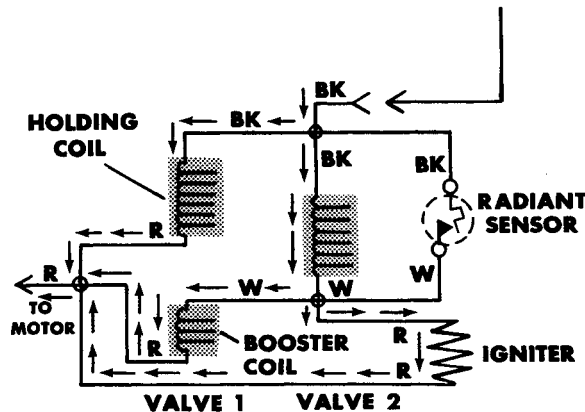 BK
BK
HOLDING
COIL
BK
BK
RADIANT
SENSOR
R
W
W
W
R
TO
MOTOR
R
R
BOOSTER
COIL
IGNITER
R
VALVE 1
VALVE 2